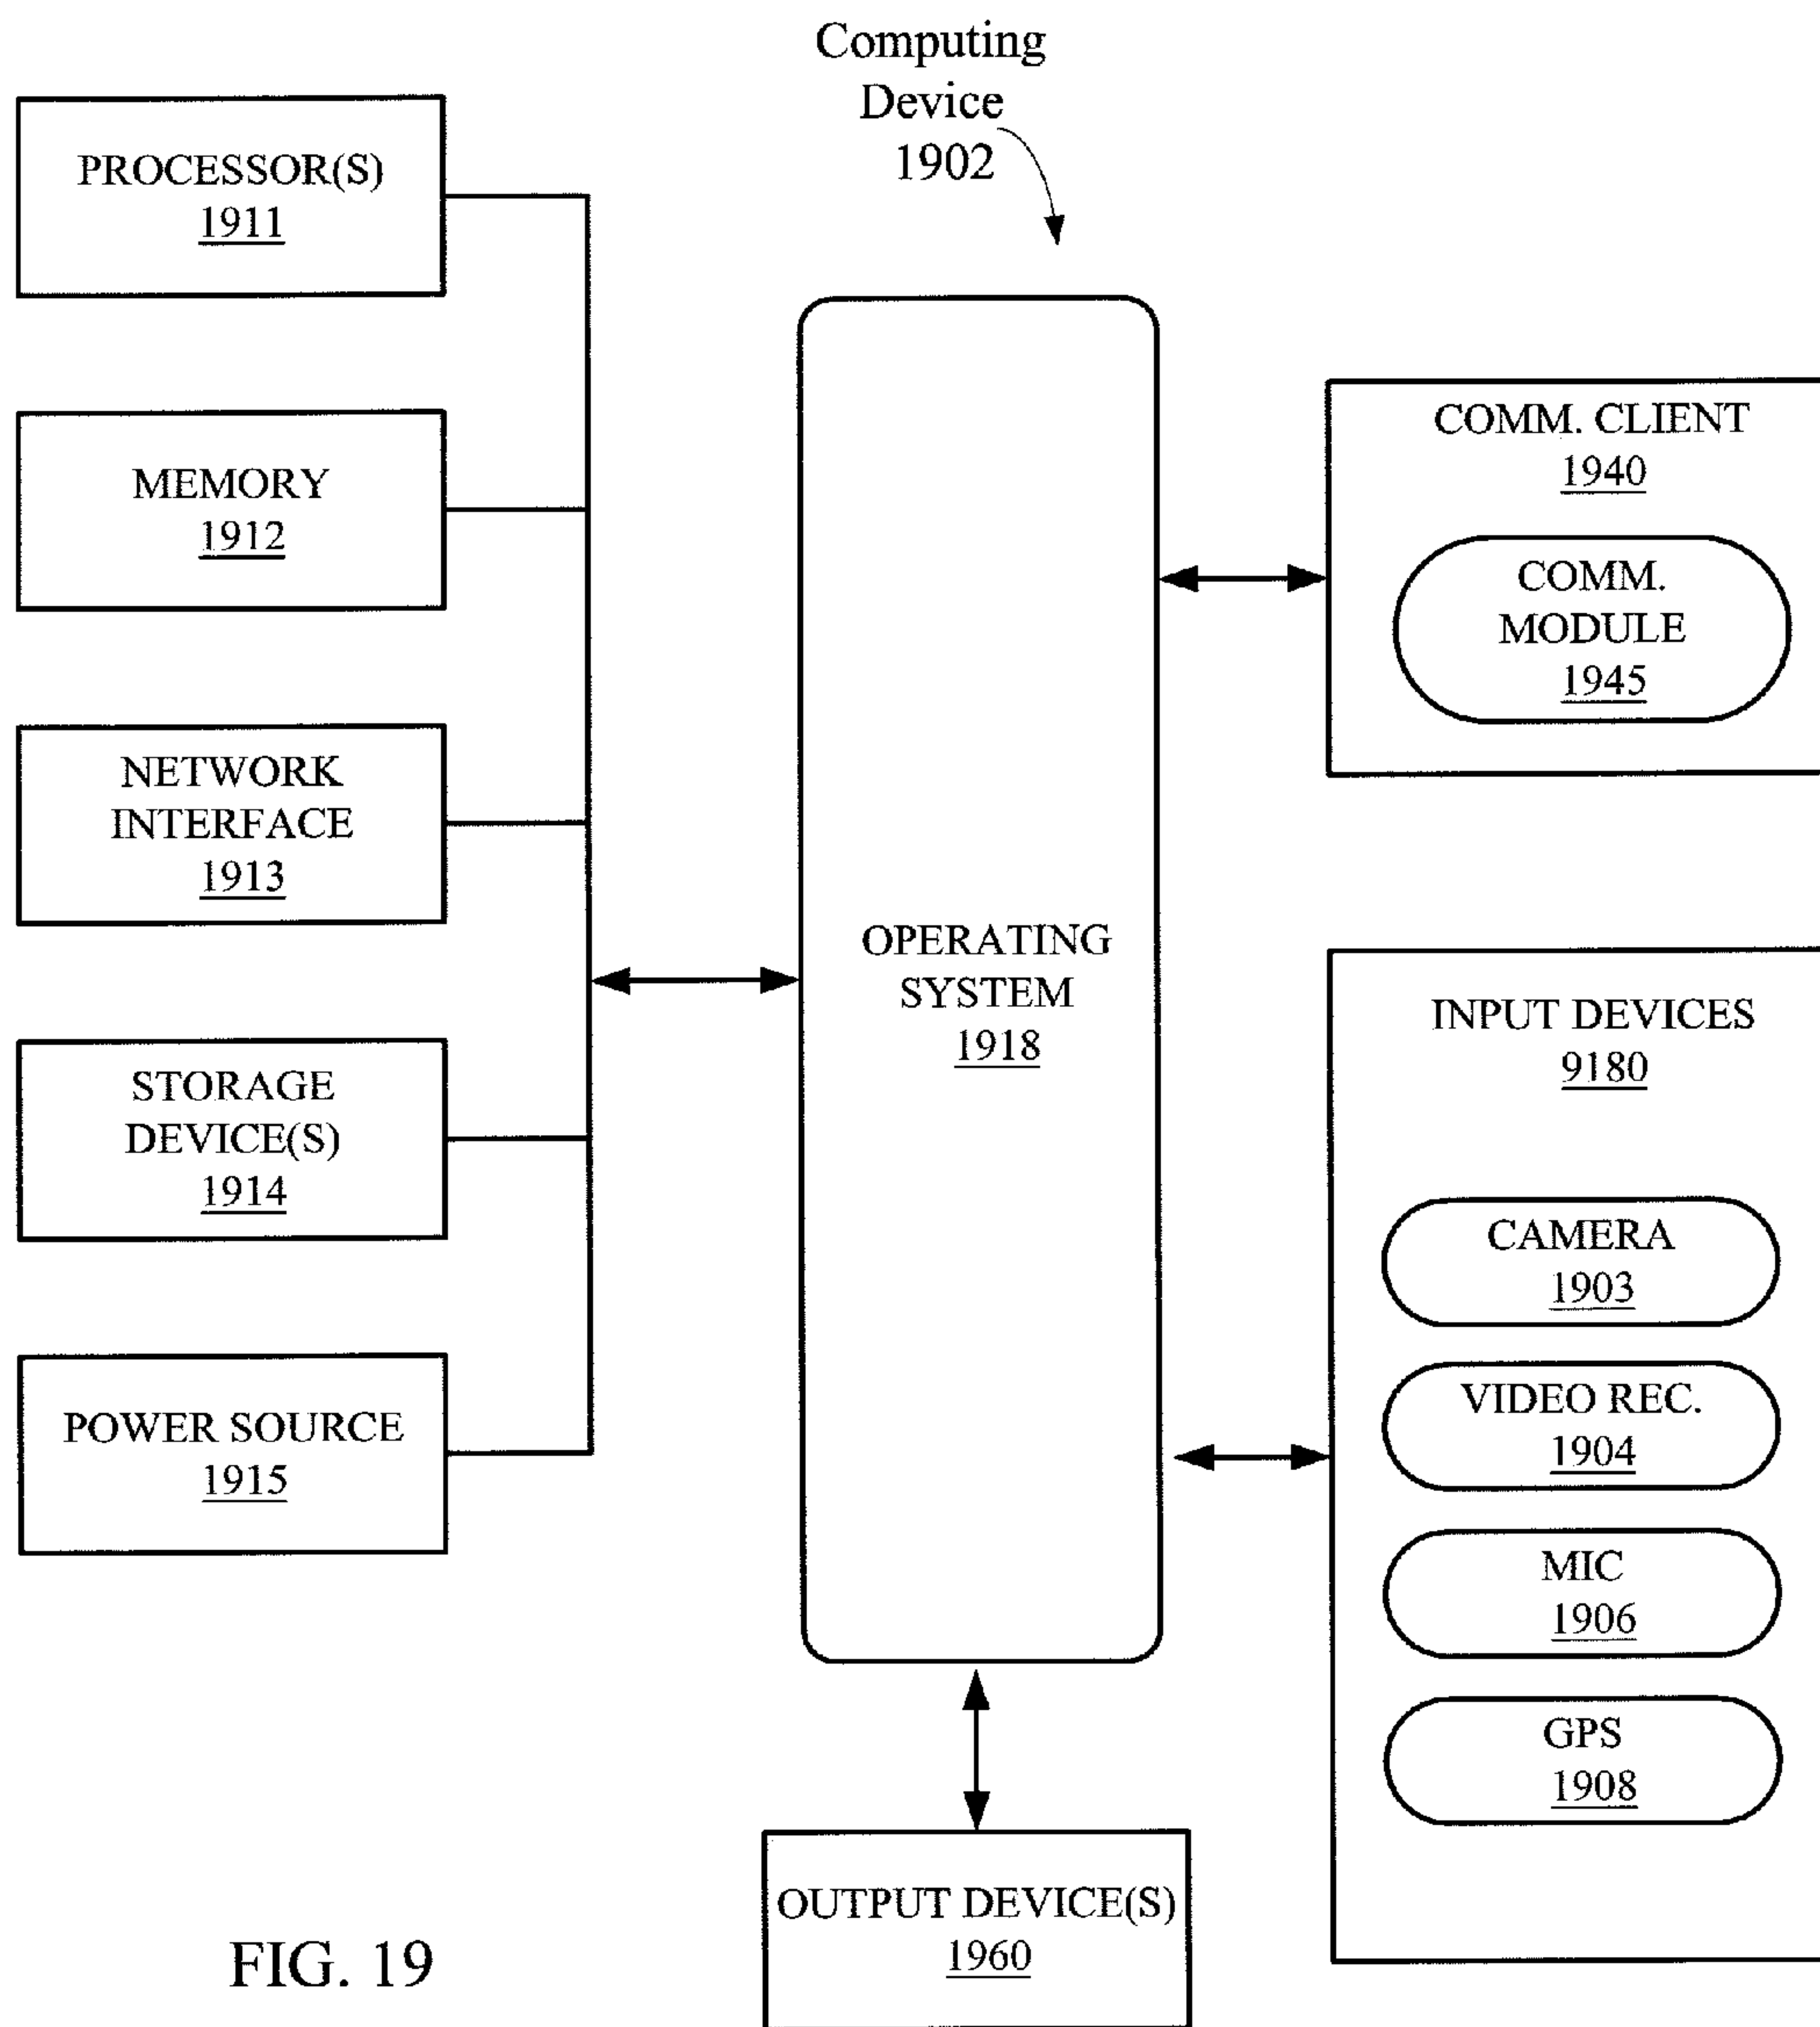 Computing
Device
1902
PROCESSOR(S)
1911
MEMORY
1912
NETWORK
INTERFACE
1913
STORAGE
DEVICE(S)
1914
POWER SOURCE
1915
OPERATING
SYSTEM
1918
COMM. CLIENT
1940
COMM.
MODULE
1945
INPUT DEVICES
9180
CAMERA
1903
VIDEO REC.
1904
MIC
1906
GPS
1908
OUTPUT DEVICE(S)
1960
FIG. 19